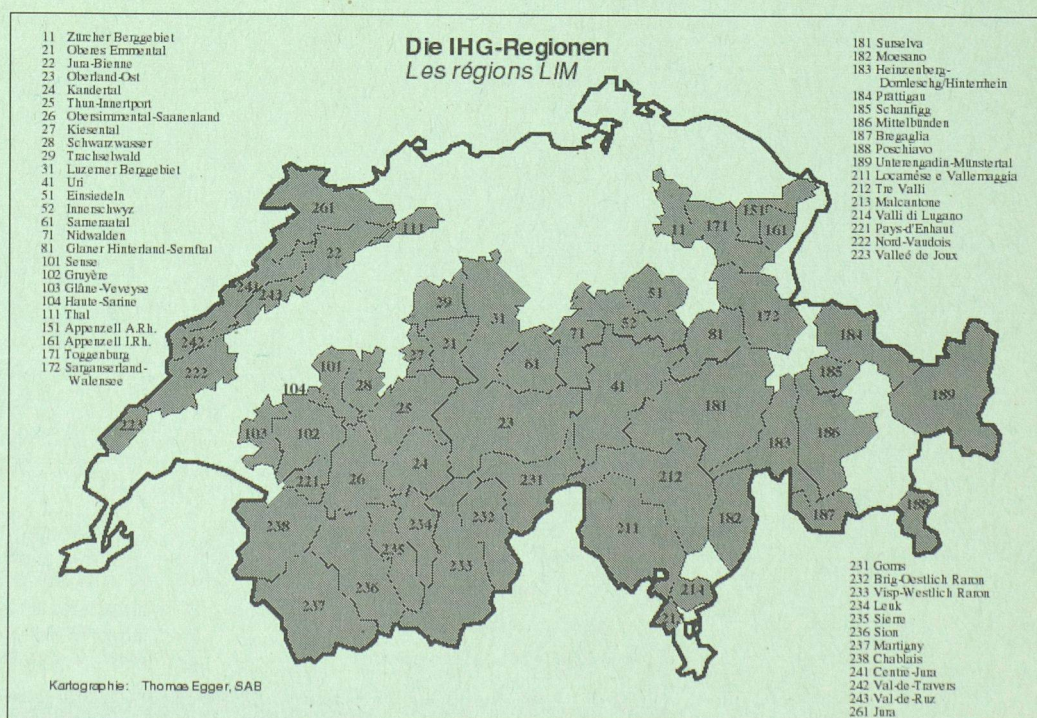 Die IHG-Regionen
Les régions LIM
11 Zürcher Berggebiet
21 Oberes Emmental
22 Jura-Bienne
23 Oberland-Ost
24 Kandertal
25 Thun-Innertport
26 Obersimmental-Saanenland
27 Kiesental
28 Schwarzwasser
29 Trachselwald
31 Luzerner Berggebiet
41 Uri
51 Einsiedeln
52 Innerschwyz
61 Sarneraatal
71 Nidwalden
81 Glaner Hinterland-Sernftal
101 Sense
102 Gruyère
103 Glâne-Veveyse
104 Haute-Sarine
111 Thal
151 Appenzell A.Rh.
161 Appenzell I.Rh.
171 Toggenburg
172 Sarganserland-
Walensee
181 Surselva
182 Moesano
183 Heinzenberg-
Domleschg/Hinterrhein
184 Prattigau
185 Schanfigg
186 Mittelbünden
187 Bregaglia
188 Poschiavo
189 Unterengadin-Münstertal
211 Locarnese e Vallemaggia
212 Tre Valli
213 Malcantone
214 Valli di Lugano
221 Pays-d'Enhaut
222 Nord-Vaudois
223 Valleé de Joux
261
111
22
241
243
242
222
223
11
171
151
161
29
31
51
52
71
81
172
27
21
61
41
184
185
189
101
28
104
25
23
181
183
186
103
102
24
221
26
231
212
238
234
232
211
182
187
188
235
233
237
236
214
231 Goms
232 Brig-Oestlich Raron
233 Visp-Westlich Raron
234 Leuk
235 Sierre
236 Sion
237 Martigny
238 Chablais
241 Centre-Jura
242 Val-de-Travers
243 Val-de-Ruz
261 Jura
Kartographie: Thomas Egger, SAB